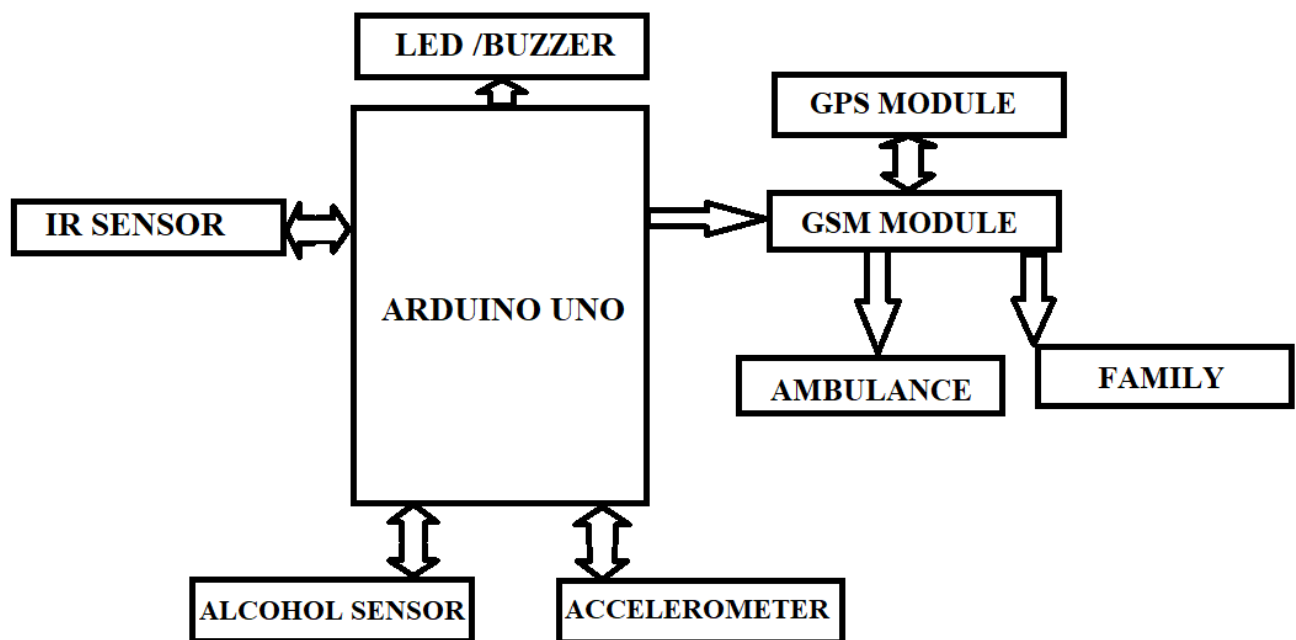 LED /BUZZER
GPS MODULE
IR SENSOR
GSM MODULE
ARDUINO UNO
AMBULANCE
FAMILY
ALCOHOL SENSOR
ACCELEROMETER